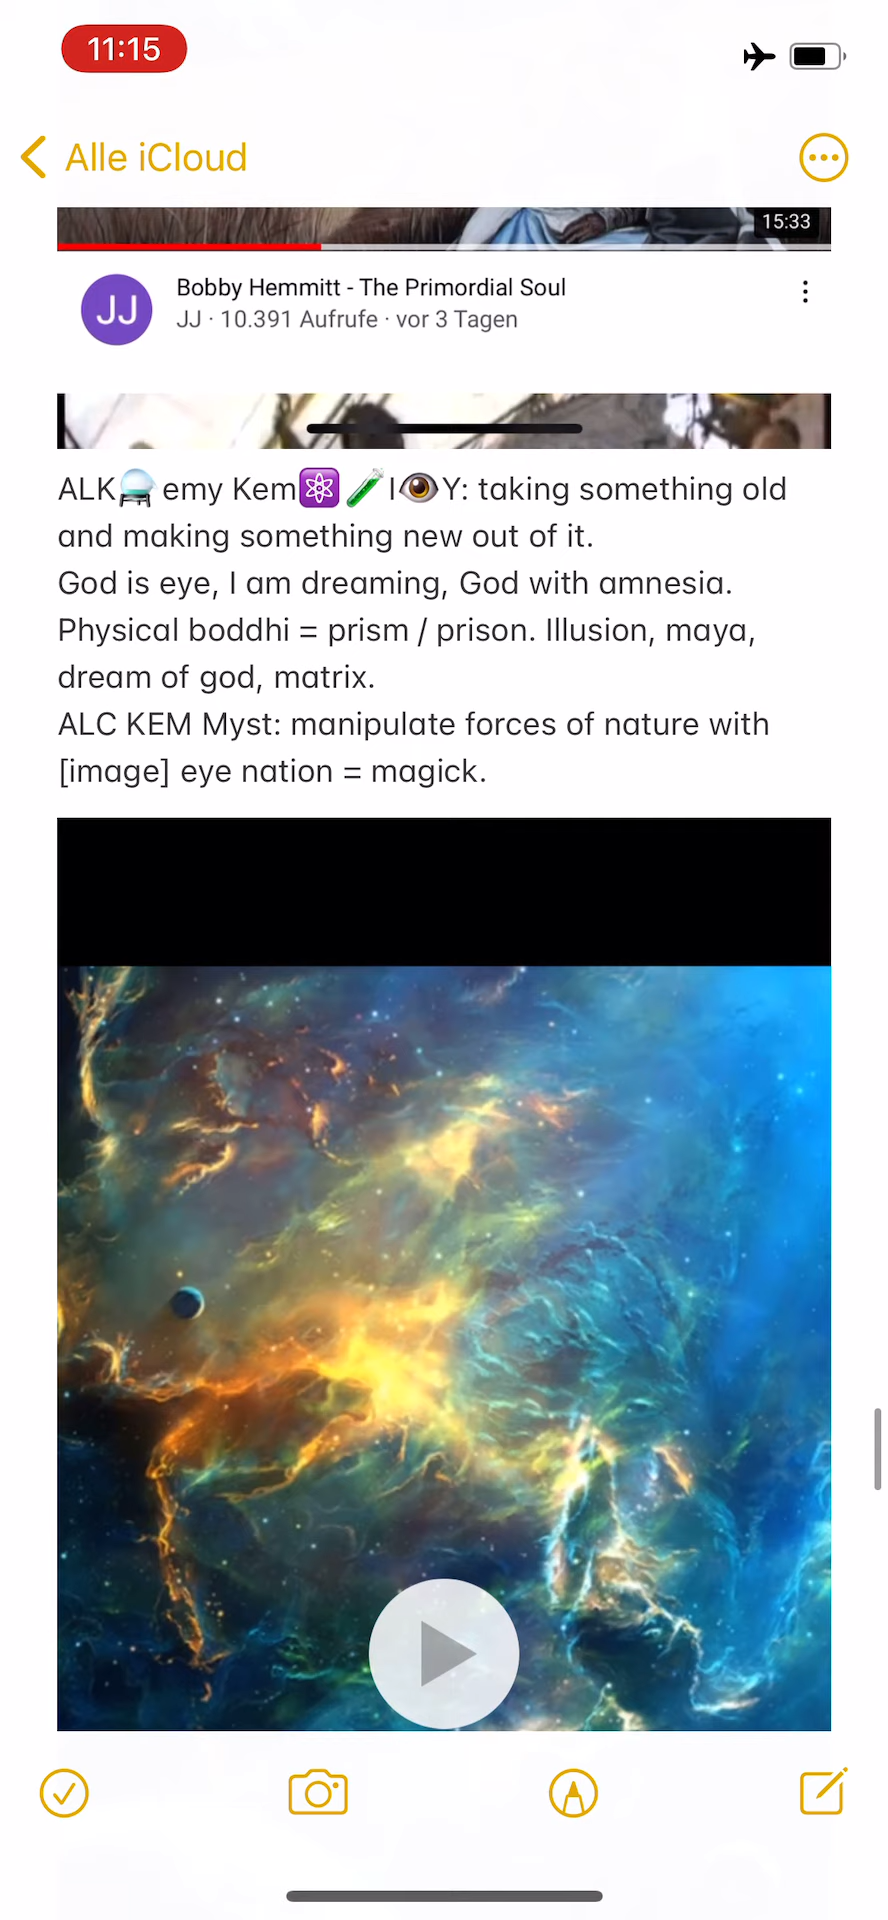 11:15
Alle iCloud
15:33
JJ
Bobby Hemmitt - The Primordial Soul
JJ · 10.391 Aufrufe · vor 3 Tagen
ALK🔮emy Kem⚛️🧪I👁️Y: taking something old
and making something new out of it.
God is eye, I am dreaming, God with amnesia.
Physical boddhi = prism / prison. Illusion, maya,
dream of god, matrix.
ALC KEM Myst: manipulate forces of nature with
[image] eye nation = magick.